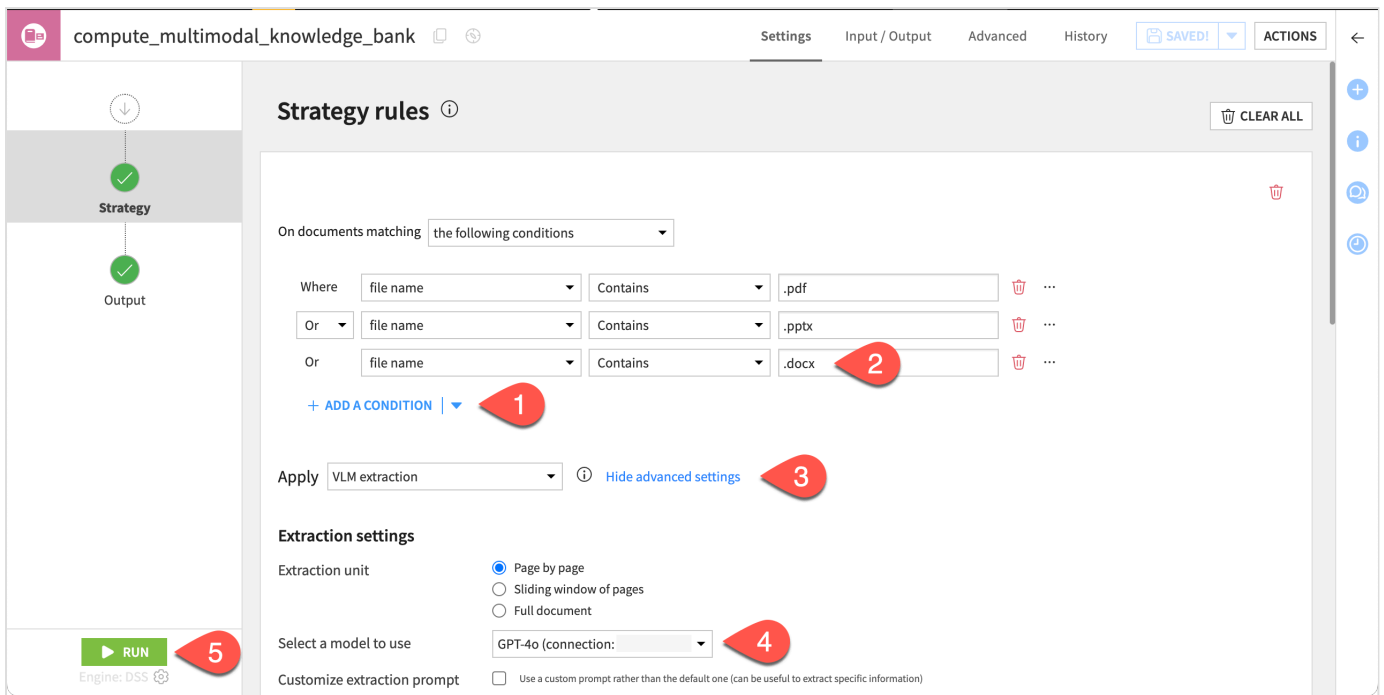 compute_multimodal_knowledge_bank Settings Input / Output Advanced History SAVED! ACTIONS
Strategy rules
CLEAR ALL
Strategy
Output
On documents matching the following conditions
Where file name Contains .pdf
Or file name Contains .pptx
Or file name Contains .docx 2
+ ADD A CONDITION 1
Apply VLM extraction Hide advanced settings 3
Extraction settings
Extraction unit Page by page
Sliding window of pages
Full document
Select a model to use GPT-4o (connection: 4
RUN 5
Engine: DSS
Customize extraction prompt Use a custom prompt rather than the default one (can be useful to extract specific information)